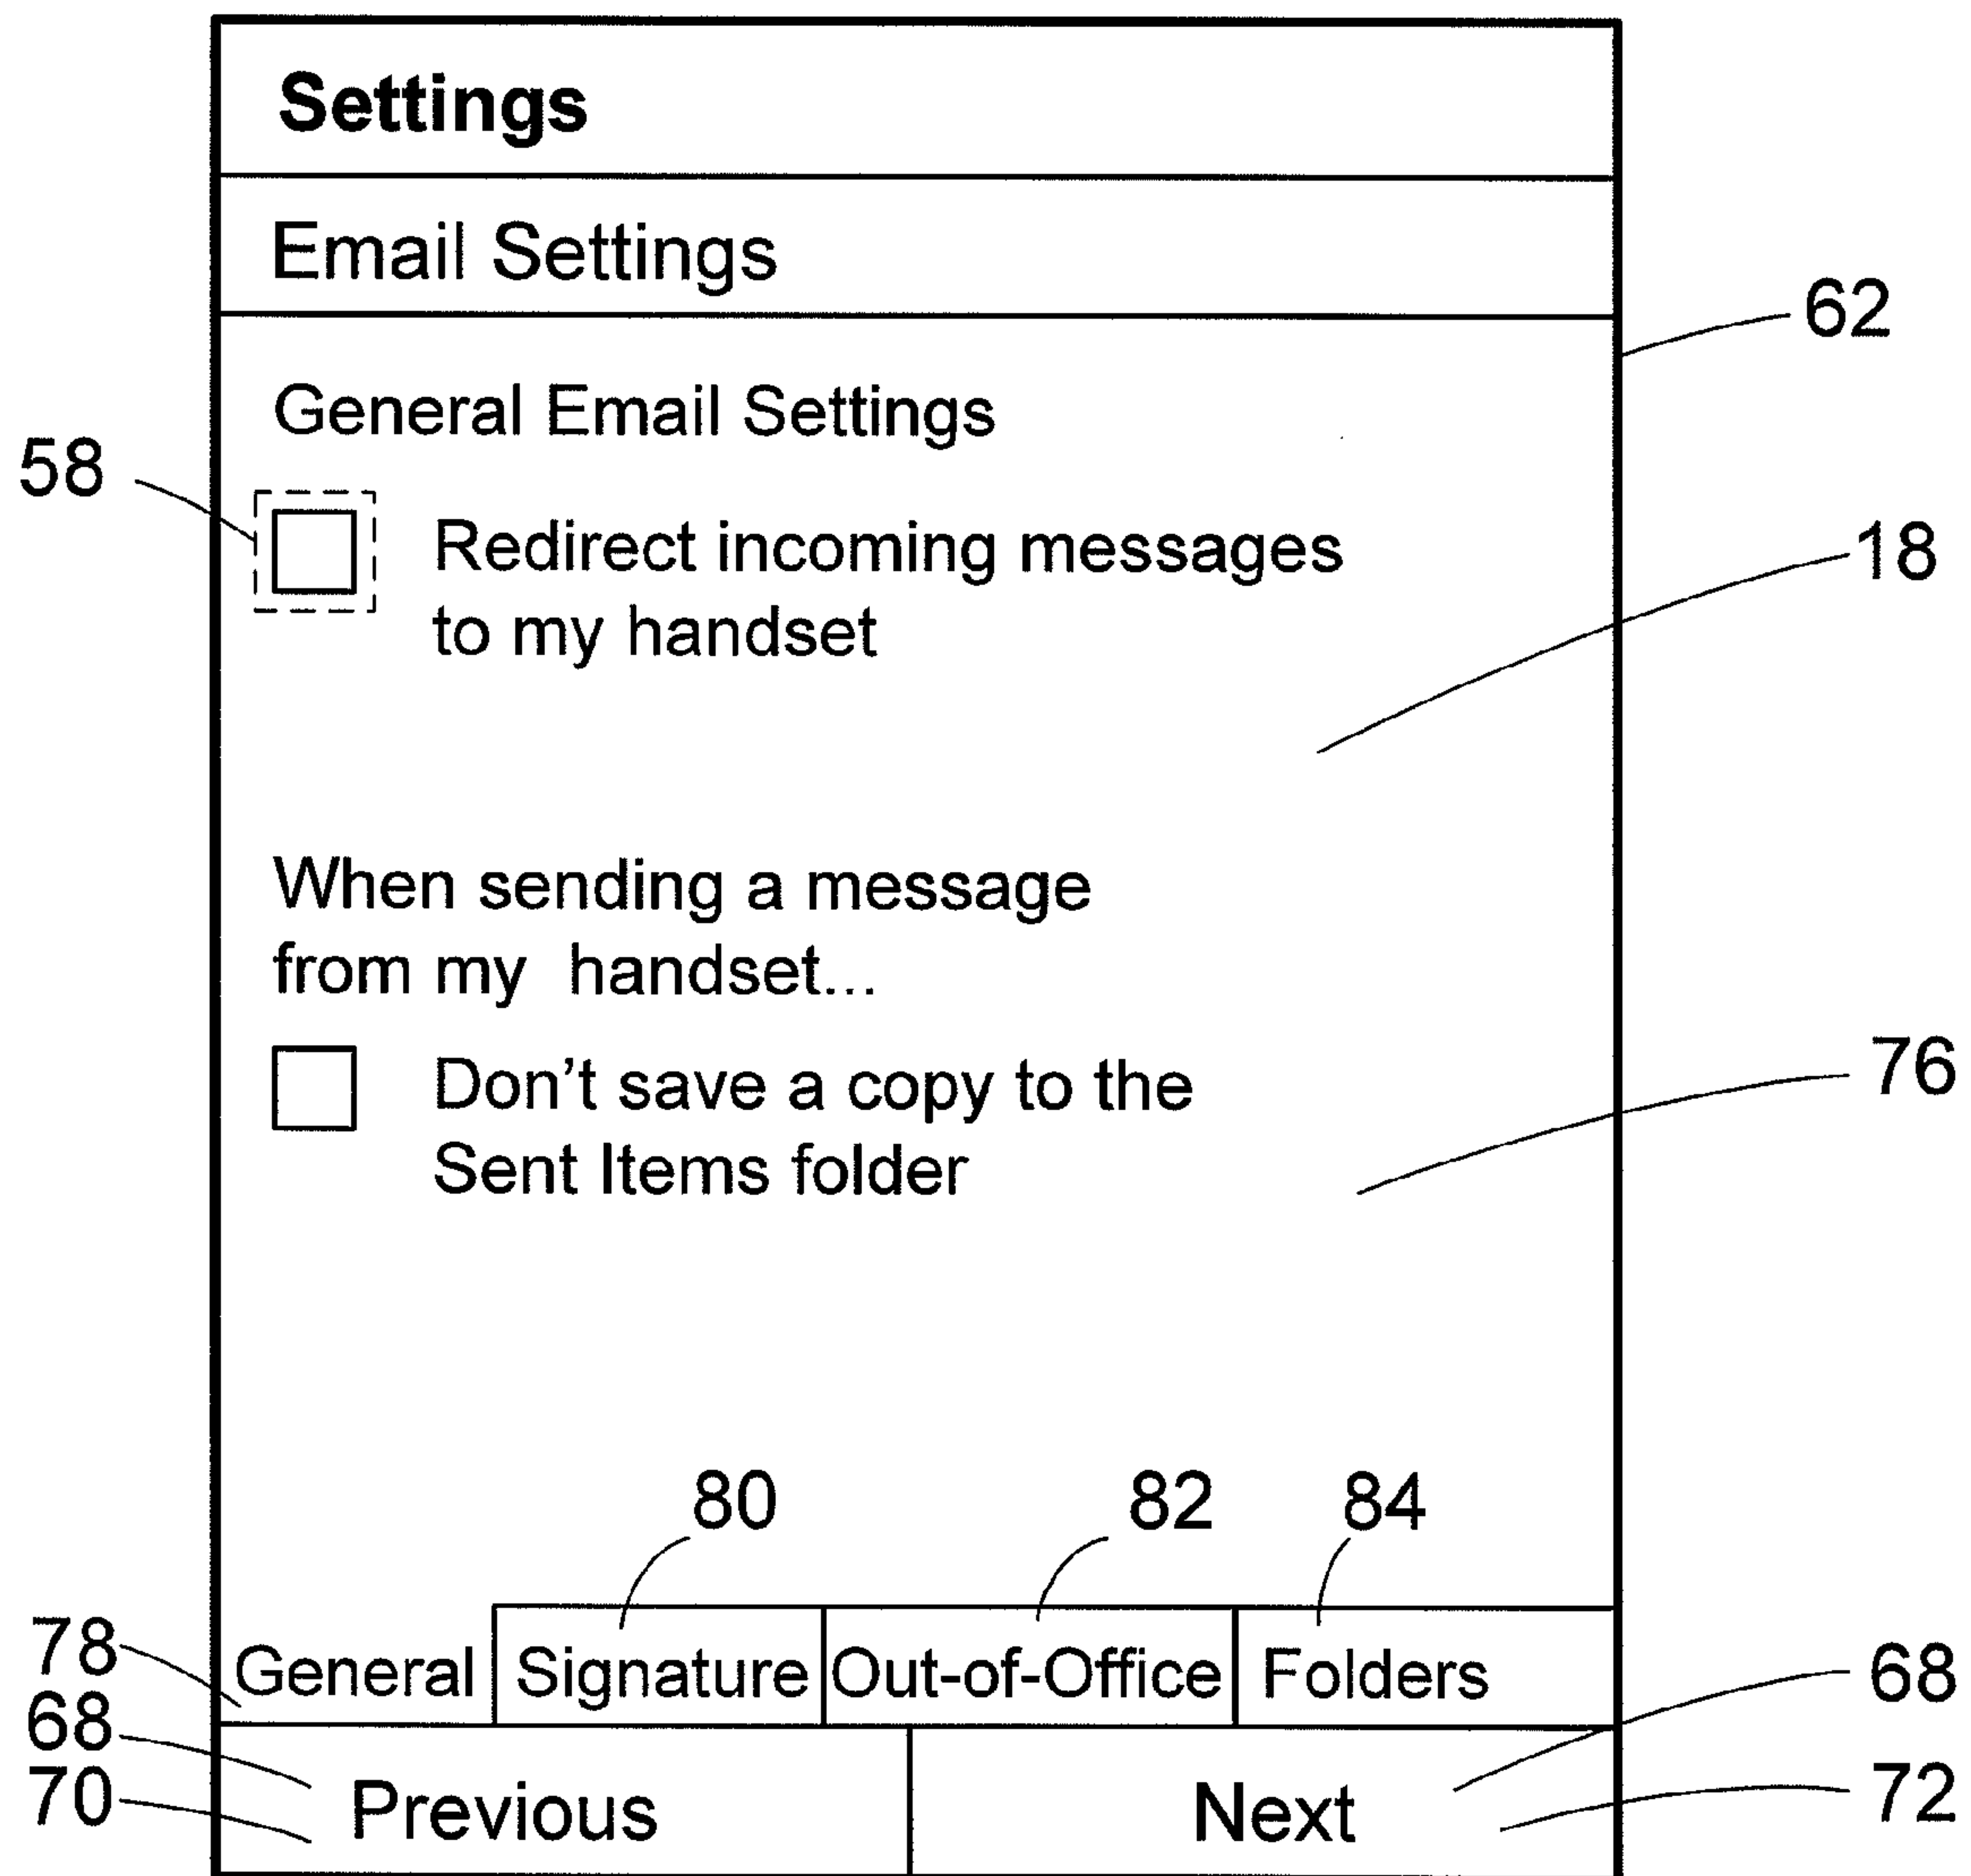 Settings
Email Settings
62
General Email Settings
58
Redirect incoming messages
to my handset
18
When sending a message
from my handset...
76
Don't save a copy to the
Sent Items folder
80 82 84
78
General Signature Out-of-Office Folders
68
68
Previous Next
70
72